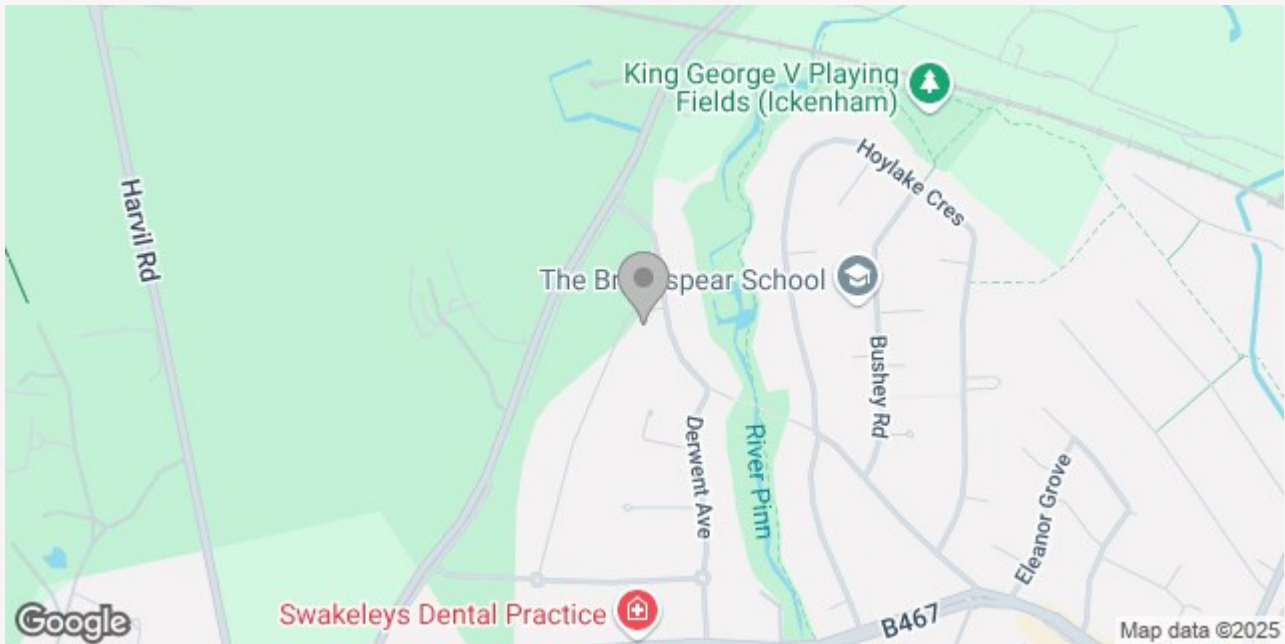 King George V Playing
Fields (Ickenham)
Hoylake Cres
Harvil Rd
The Br
spear School
Bushey Rd
Derwent Ave
River Pinn
Eleanor Grove
Swakeleys Dental Practice
B467
Google
Map data ©2025